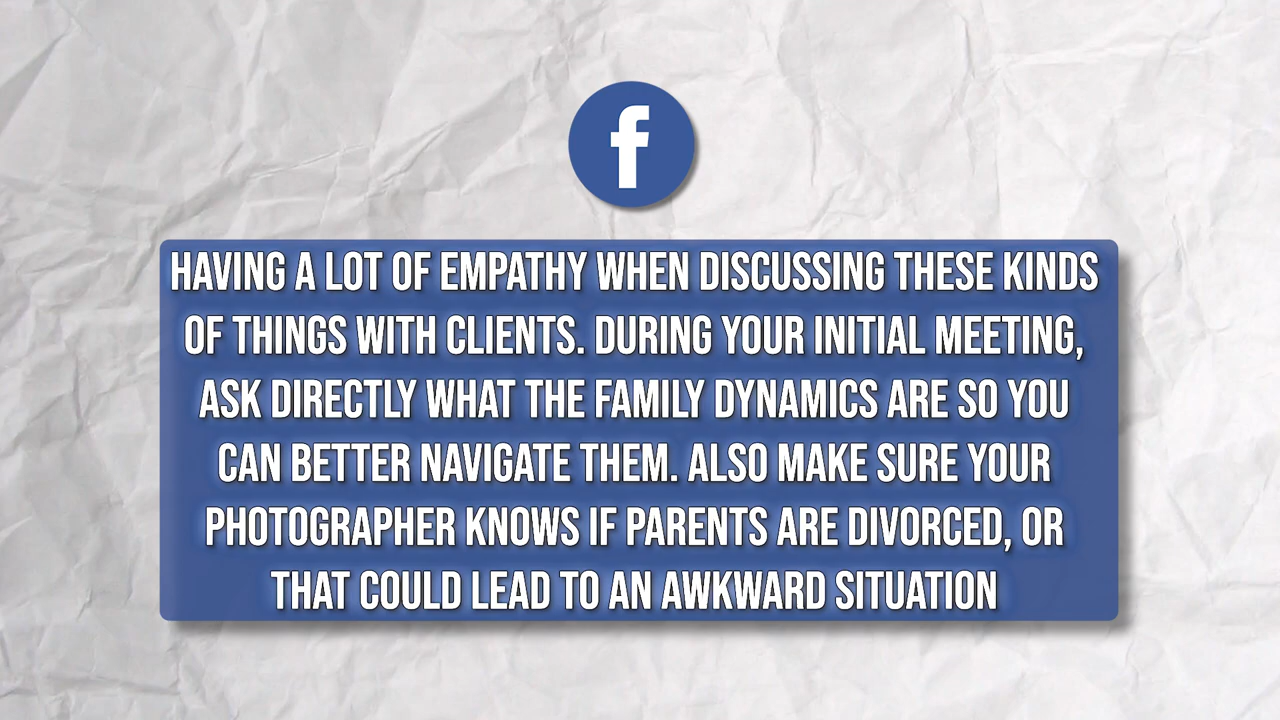 f
HAVING A LOT OF EMPATHY WHEN DISCUSSING THESE KINDS
OF THINGS WITH CLIENTS. DURING YOUR INITIAL MEETING,
ASK DIRECTLY WHAT THE FAMILY DYNAMICS ARE SO YOU
CAN BETTER NAVIGATE THEM. ALSO MAKE SURE YOUR
PHOTOGRAPHER KNOWS IF PARENTS ARE DIVORCED, OR
THAT COULD LEAD TO AN AWKWARD SITUATION